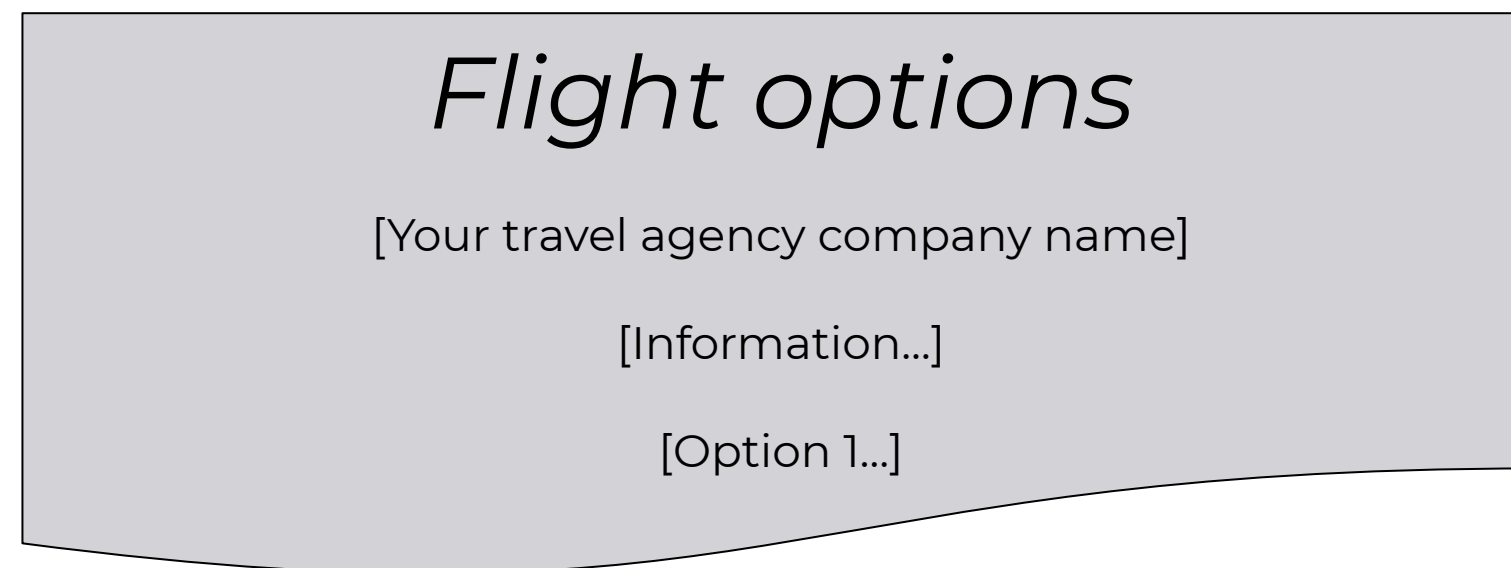 Flight options
[Your travel agency company name]
[Information...]
[Option 1...]